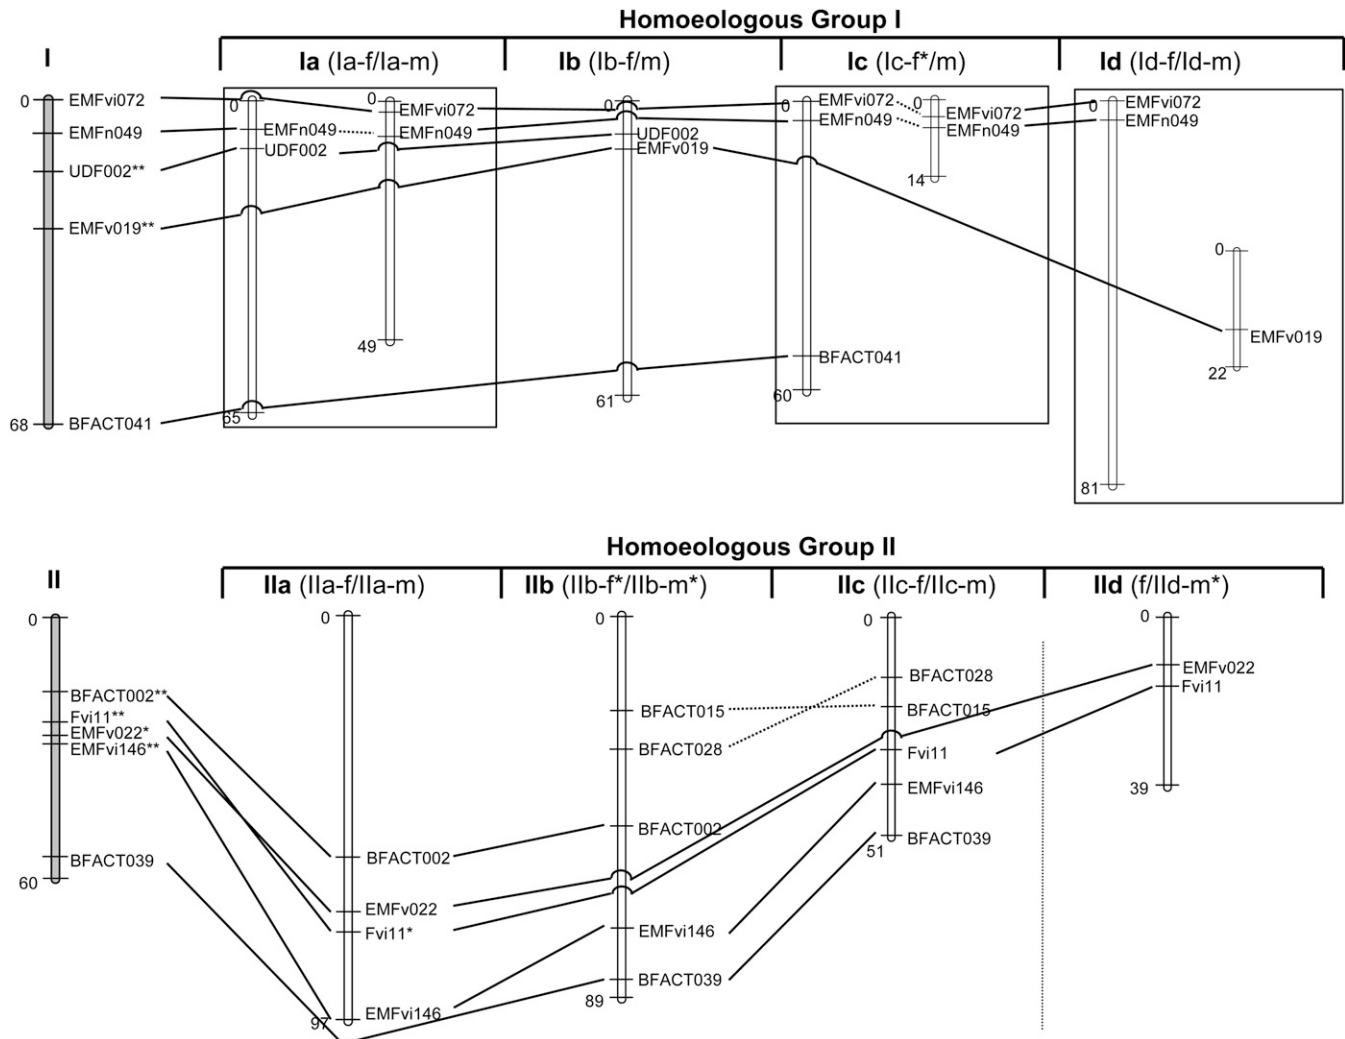 Homoeologous Group I
I
Ia (Ia-f/Ia-m)
Ib (Ib-f/m)
Ic (Ic-f*/m)
Id (Id-f/Id-m)
0
EMFvi072
EMFn049
UDF002**
EMFv019**
68
BFACT041
0
EMFn049
UDF002
65
0
EMFvi072
EMFn049
49
0
UDF002
EMFv019
61
0
EMFvi072
EMFn049
BFACT041
60
0
EMFvi072
EMFn049
14
0
EMFvi072
EMFn049
81
0
EMFv019
22
Homoeologous Group II
II
IIa (IIa-f/IIa-m)
IIb (IIb-f*/IIb-m*)
IIc (IIc-f/IIc-m)
IId (f/IId-m*)
0
BFACT002**
Fvi11**
EMFv022*
EMFvi146**
BFACT039
60
0
BFACT002
EMFv022
Fvi11*
EMFvi146
97
0
BFACT015
BFACT028
BFACT002
EMFvi146
BFACT039
89
0
BFACT028
BFACT015
Fvi11
EMFvi146
BFACT039
51
0
EMFv022
Fvi11
39